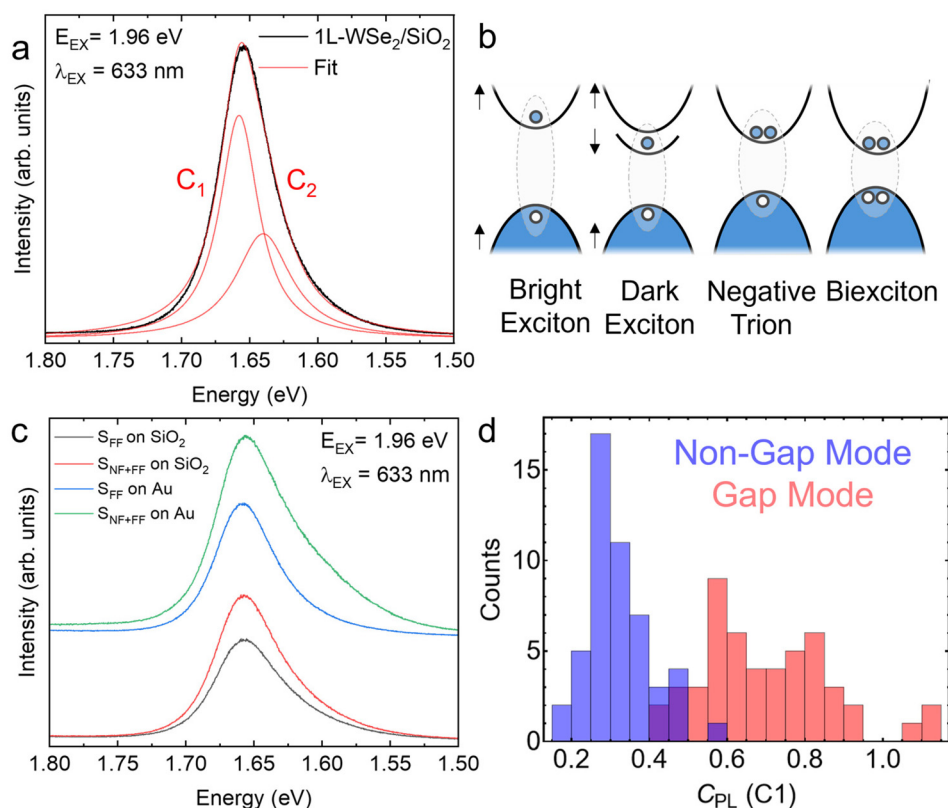 a
E_EX = 1.96 eV
λ_EX = 633 nm
1L-WSe₂/SiO₂
Fit
C₁
C₂
Intensity (arb. units)
1.80 1.75 1.70 1.65 1.60 1.55 1.50
Energy (eV)
b
Bright
Exciton
Dark
Exciton
Negative
Trion
Biexciton
c
S_FF on SiO₂
S_NF+FF on SiO₂
S_FF on Au
S_NF+FF on Au
E_EX = 1.96 eV
λ_EX = 633 nm
Intensity (arb. units)
1.80 1.75 1.70 1.65 1.60 1.55 1.50
Energy (eV)
d
Non-Gap Mode
Gap Mode
Counts
15
10
5
0
0.2 0.4 0.6 0.8 1.0
C_PL (C1)